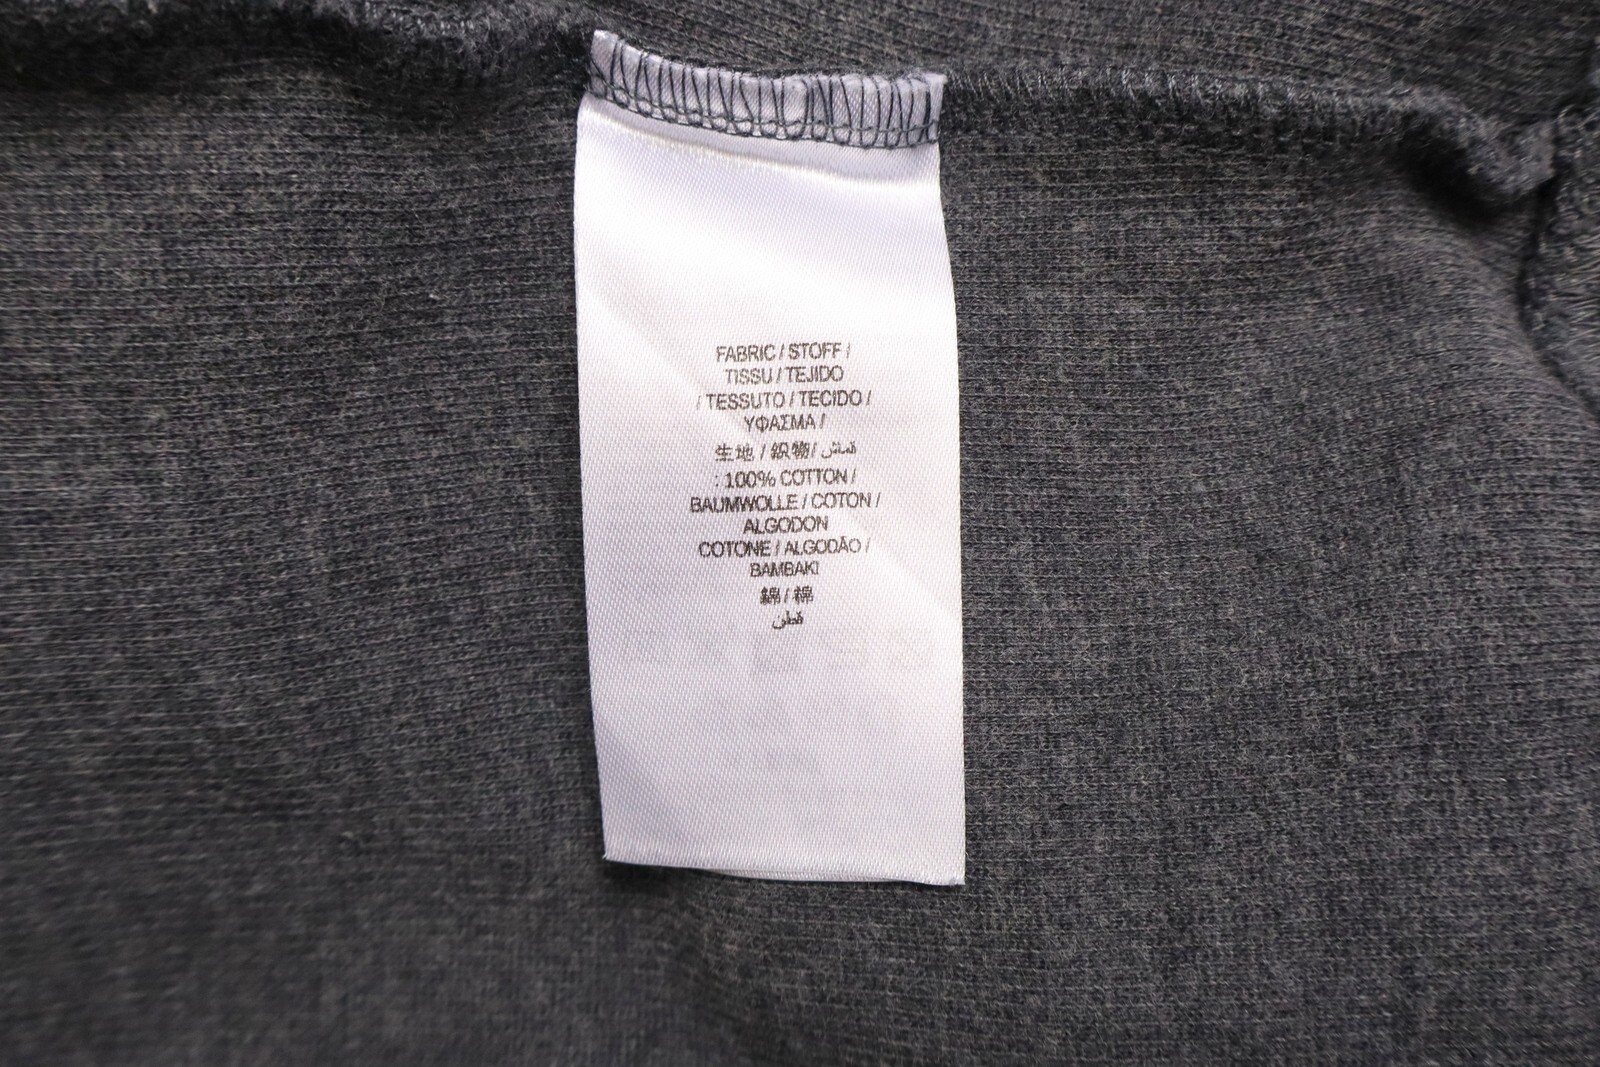 FABRIC / STOFF /
TISSU / TEJIDO
/ TESSUTO / TECIDO /
ΥΦΑΣΜΑ /
生地 / 織物 / قماش
: 100% COTTON /
BAUMWOLLE / COTON /
ALGODON
COTONE / ALGODÃO /
BAMBAKI
綿 / 棉
قطن